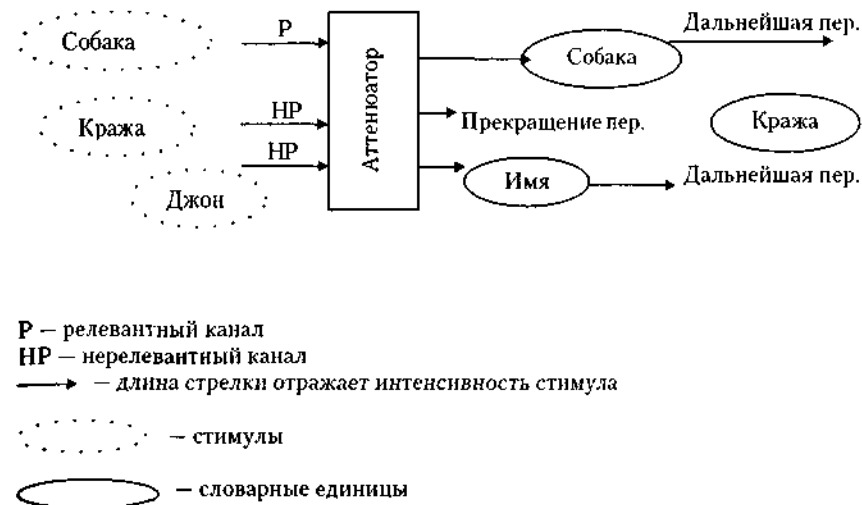 Собака
Р
Аттенюатор
Собака
Дальнейшая пер.
Кража
НР
Прекращение пер.
Кража
Джон
НР
Имя
Дальнейшая пер.
Р – релевантный канал
НР – нерелевантный канал
– длина стрелки отражает интенсивность стимула
– стимулы
– словарные единицы